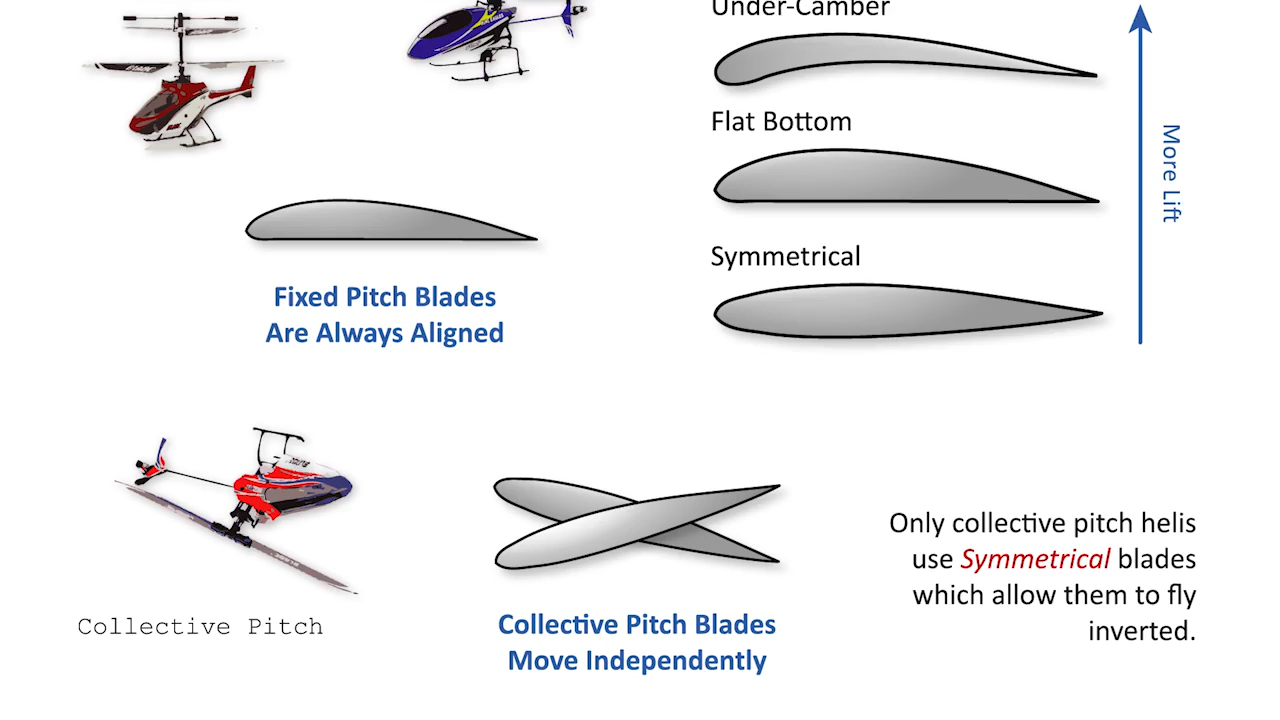 Under-Camber
Flat Bottom
More Lift
Symmetrical
Fixed Pitch Blades
Are Always Aligned
Only collective pitch helis
use Symmetrical blades
which allow them to fly
inverted.
Collective Pitch
Collective Pitch Blades
Move Independently